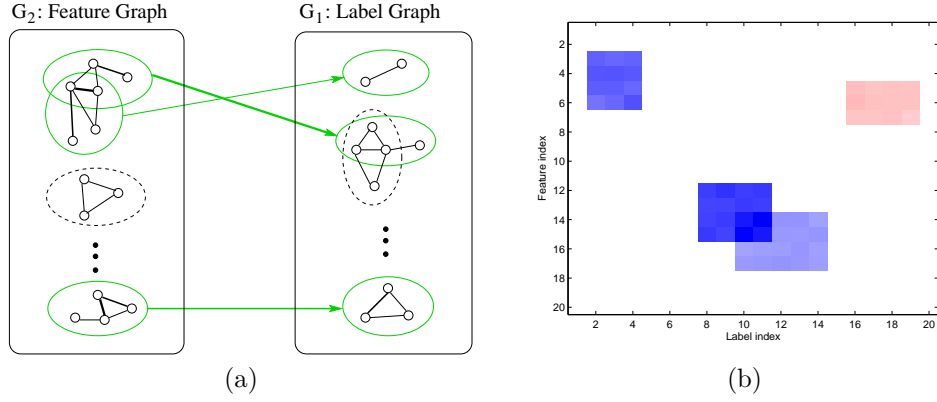 G₂: Feature Graph
G₁: Label Graph
(a)
2
4
6
8
10
12
14
16
18
20
Feature index
2 4 6 8 10 12 14 16 18 20
Label index
(b)